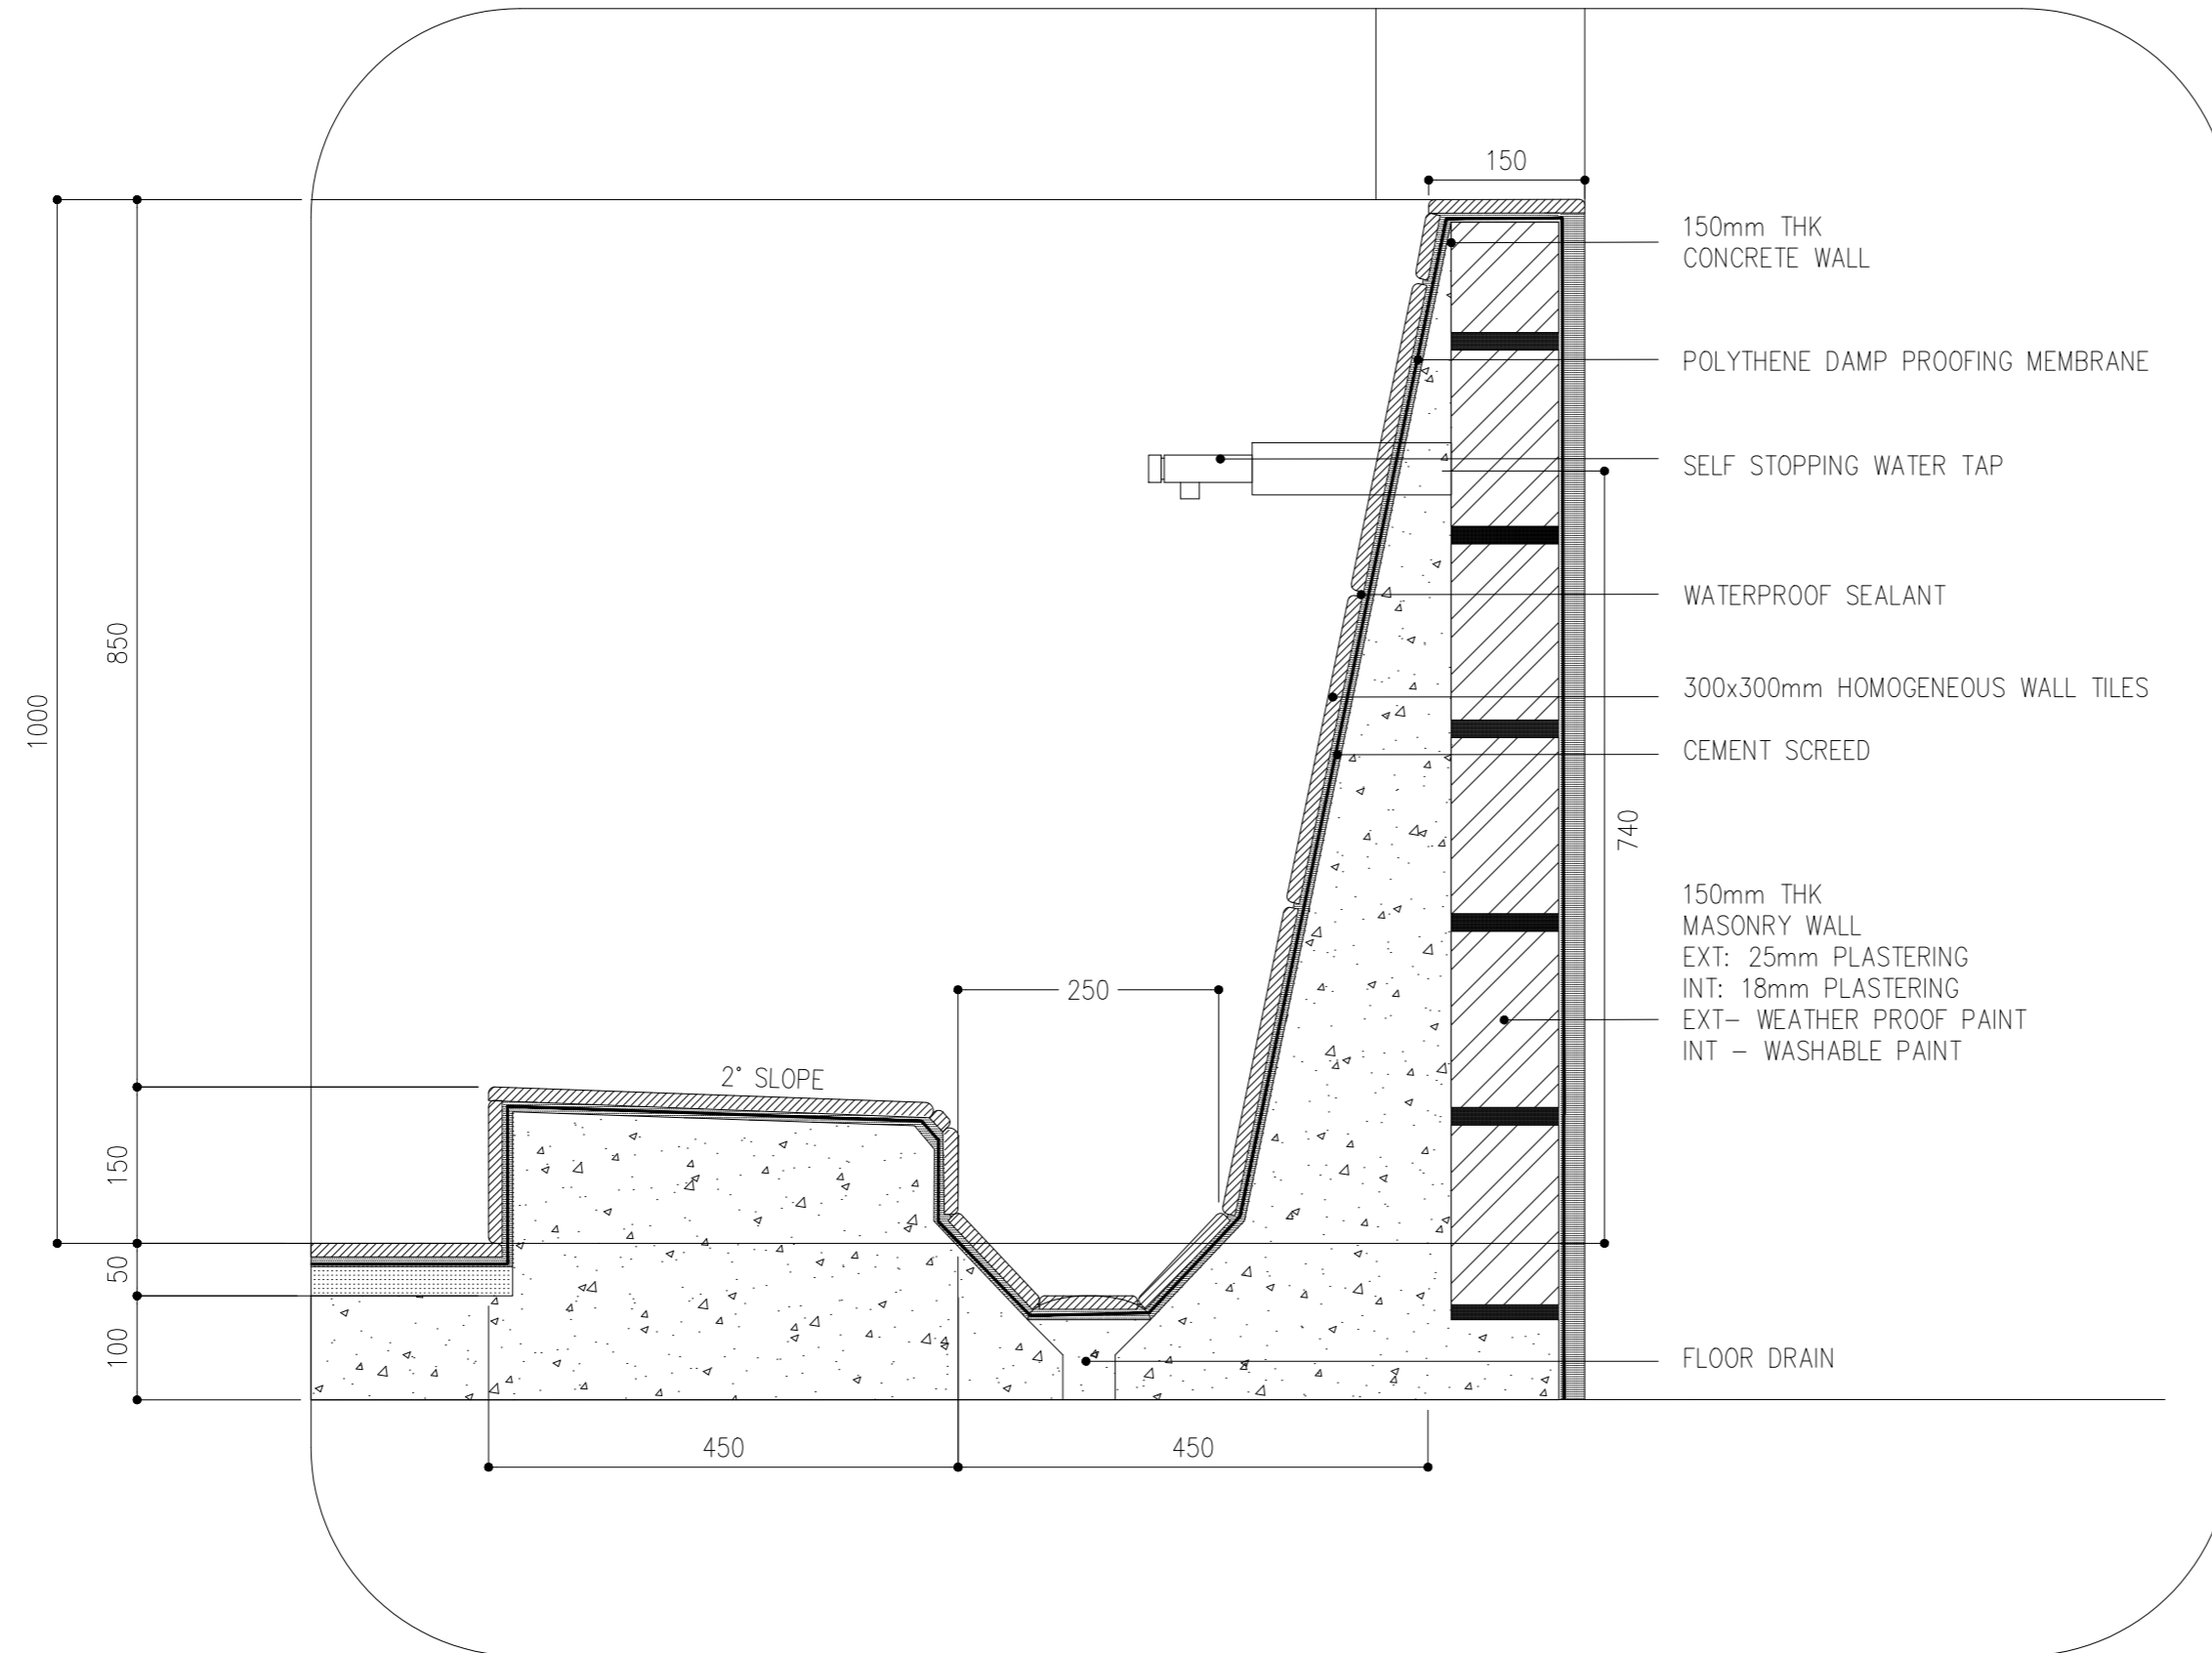 150
150mm THK
CONCRETE WALL
POLYTHENE DAMP PROOFING MEMBRANE
SELF STOPPING WATER TAP
WATERPROOF SEALANT
850
300x300mm HOMOGENEOUS WALL TILES
1000
CEMENT SCREED
740
150mm THK
MASONRY WALL
EXT: 25mm PLASTERING
INT: 18mm PLASTERING
EXT– WEATHER PROOF PAINT
INT – WASHABLE PAINT
250
2° SLOPE
150
50
100
FLOOR DRAIN
450
450